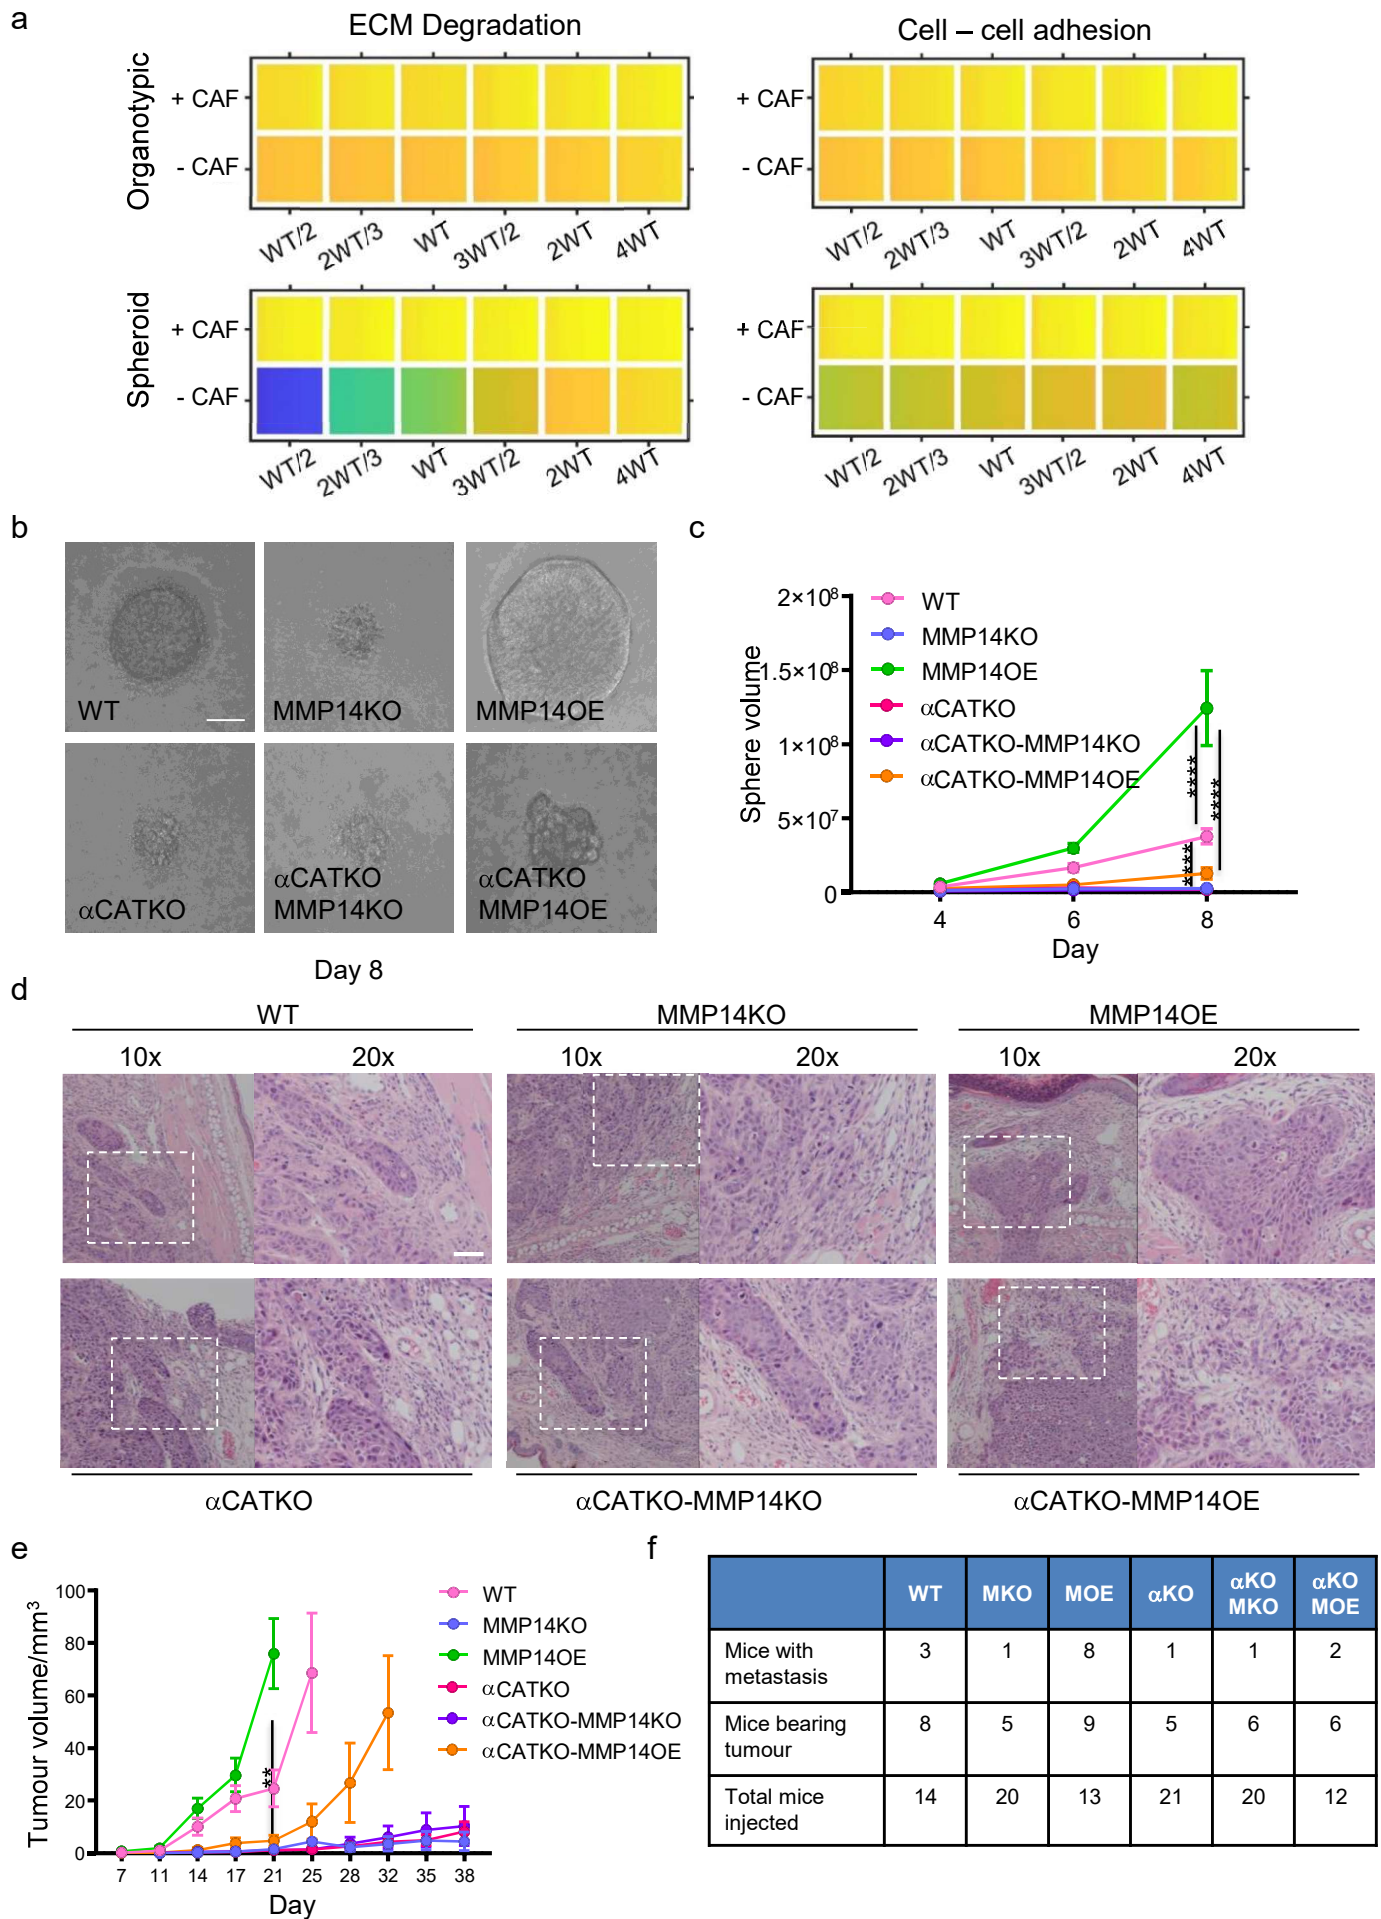 a
ECM Degradation
Cell – cell adhesion
Organotypic
+ CAF
- CAF
WT/2
2WT/3
WT
3WT/2
2WT
4WT
+ CAF
- CAF
WT/2
2WT/3
WT
3WT/2
2WT
4WT
Spheroid
+ CAF
- CAF
WT/2
2WT/3
WT
3WT/2
2WT
4WT
+ CAF
- CAF
WT/2
2WT/3
WT
3WT/2
2WT
4WT
b
WT
MMP14KO
MMP14OE
αCATKO
αCATKO
MMP14KO
αCATKO
MMP14OE
Day 8
c
Sphere volume
2×10⁸
1.5×10⁸
1×10⁸
5×10⁷
0
WT
MMP14KO
MMP14OE
αCATKO
αCATKO-MMP14KO
αCATKO-MMP14OE
****
****
****
4
6
8
Day
d
WT
MMP14KO
MMP14OE
10x
20x
10x
20x
10x
20x
αCATKO
αCATKO-MMP14KO
αCATKO-MMP14OE
e
Tumour volume/mm³
100
80
60
40
20
0
**
WT
MMP14KO
MMP14OE
αCATKO
αCATKO-MMP14KO
αCATKO-MMP14OE
7 11 14 17 21 25 28 32 35 38
Day
f
WT MKO MOE αKO αKO MKO αKO MOE
Mice with metastasis 3 1 8 1 1 2
Mice bearing tumour 8 5 9 5 6 6
Total mice injected 14 20 13 21 20 12